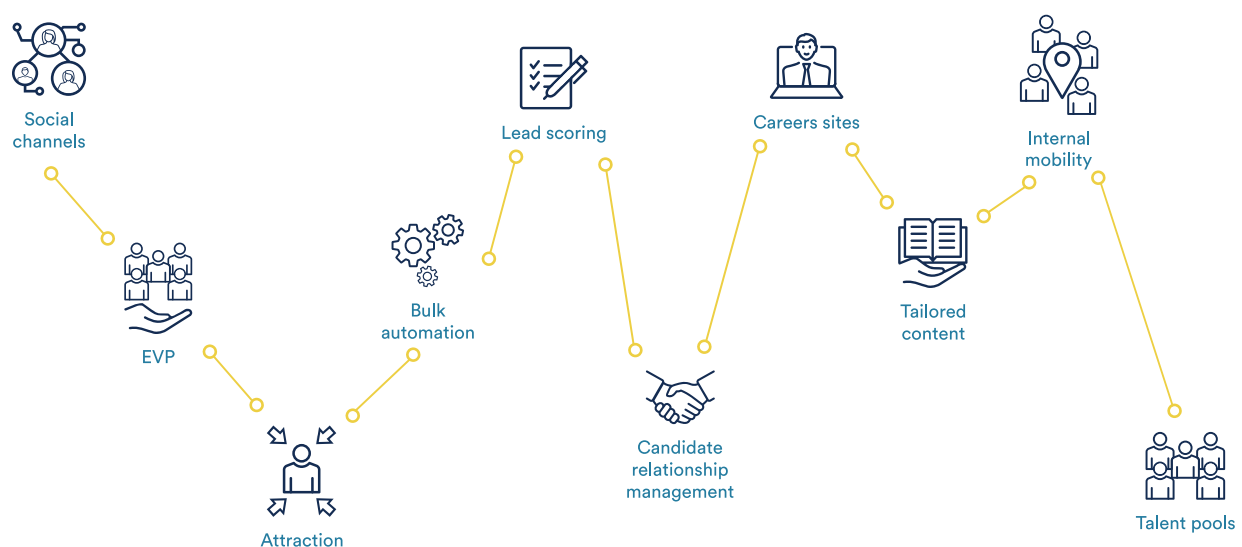 Social
channels
EVP
Attraction
Bulk
automation
Lead scoring
Candidate
relationship
management
Careers sites
Tailored
content
Internal
mobility
Talent pools